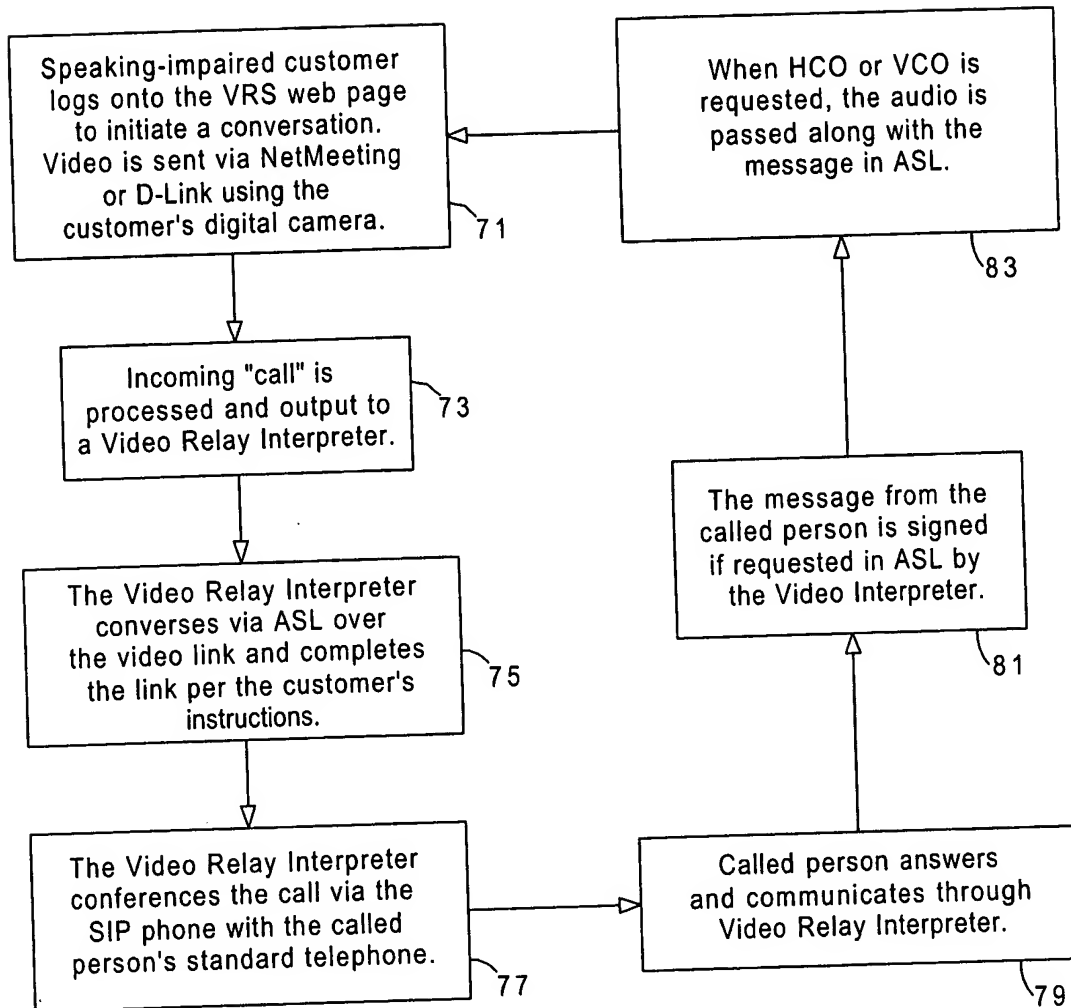 Speaking-impaired customer
logs onto the VRS web page
to initiate a conversation.
Video is sent via NetMeeting
or D-Link using the
customer's digital camera.
71
Incoming "call" is
processed and output to
a Video Relay Interpreter.
73
The Video Relay Interpreter
converses via ASL over
the video link and completes
the link per the customer's
instructions.
75
The Video Relay Interpreter
conferences the call via the
SIP phone with the called
person's standard telephone.
77
Called person answers
and communicates through
Video Relay Interpreter.
79
The message from the
called person is signed
if requested in ASL by
the Video Interpreter.
81
When HCO or VCO is
requested, the audio is
passed along with the
message in ASL.
83